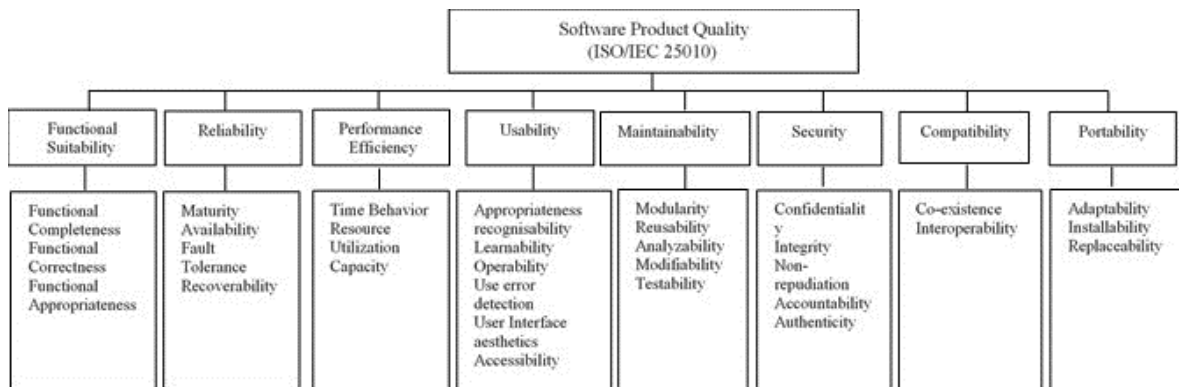 Software Product Quality
(ISO/IEC 25010)
Functional
Suitability
Reliability
Performance
Efficiency
Usability
Maintainability
Security
Compatibility
Portability
Functional
Completeness
Functional
Correctness
Functional
Appropriateness
Maturity
Availability
Fault
Tolerance
Recoverability
Time Behavior
Resource
Utilization
Capacity
Appropriateness
recognisability
Learnability
Operability
Use error
detection
User Interface
aesthetics
Accessibility
Modularity
Reusability
Analyzability
Modifiability
Testability
Confidentialit
y
Integrity
Non-
repudiation
Accountability
Authenticity
Co-existence
Interoperability
Adaptability
Installability
Replaceability